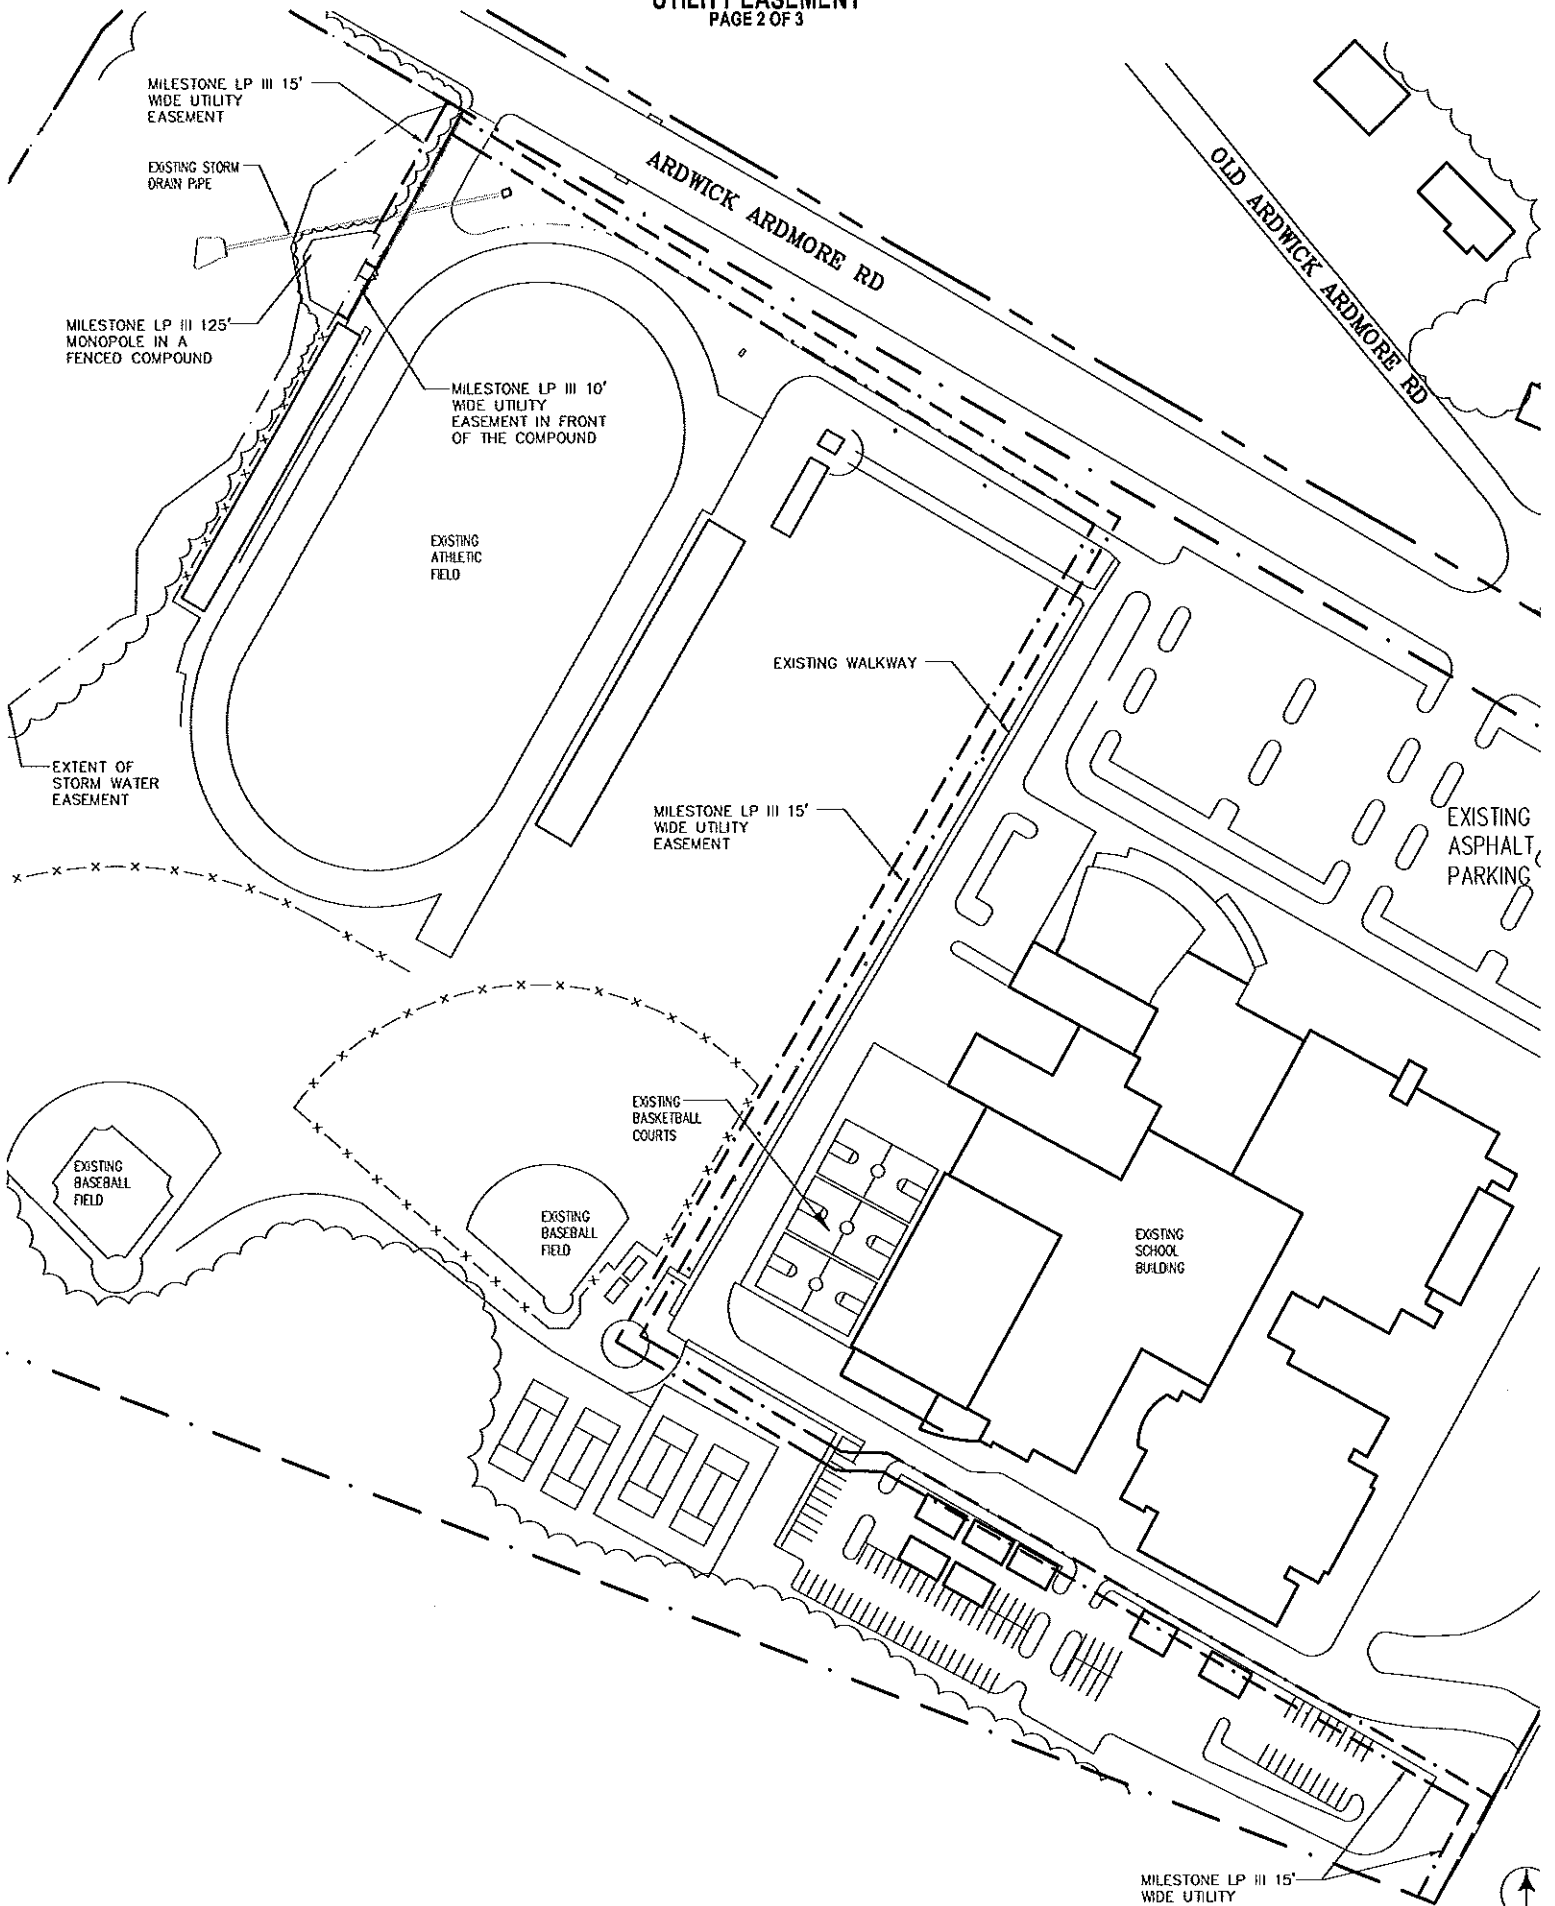 UTILITY EASEMENT
PAGE 2 OF 3
MILESTONE LP III 15'
WIDE UTILITY
EASEMENT
EXISTING STORM
DRAIN PIPE
ARDWICK ARDMORE RD
OLD ARDWICK ARDMORE RD
MILESTONE LP III 125'
MONOPOLE IN A
FENCED COMPOUND
MILESTONE LP III 10'
WIDE UTILITY
EASEMENT IN FRONT
OF THE COMPOUND
EXISTING
ATHLETIC
FIELD
EXISTING WALKWAY
EXTENT OF
STORM WATER
EASEMENT
MILESTONE LP III 15'
WIDE UTILITY
EASEMENT
EXISTING
ASPHALT
PARKING
EXISTING
BASKETBALL
COURTS
EXISTING
BASEBALL
FIELD
EXISTING
BASEBALL
FIELD
EXISTING
SCHOOL
BUILDING
MILESTONE LP III 15'
WIDE UTILITY